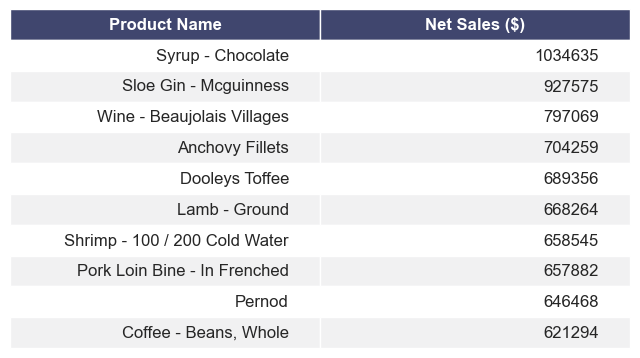 Product Name Net Sales ($)
Syrup - Chocolate 1034635
Sloe Gin - Mcguinness 927575
Wine - Beaujolais Villages 797069
Anchovy Fillets 704259
Dooleys Toffee 689356
Lamb - Ground 668264
Shrimp - 100 / 200 Cold Water 658545
Pork Loin Bine - In Frenched 657882
Pernod 646468
Coffee - Beans, Whole 621294